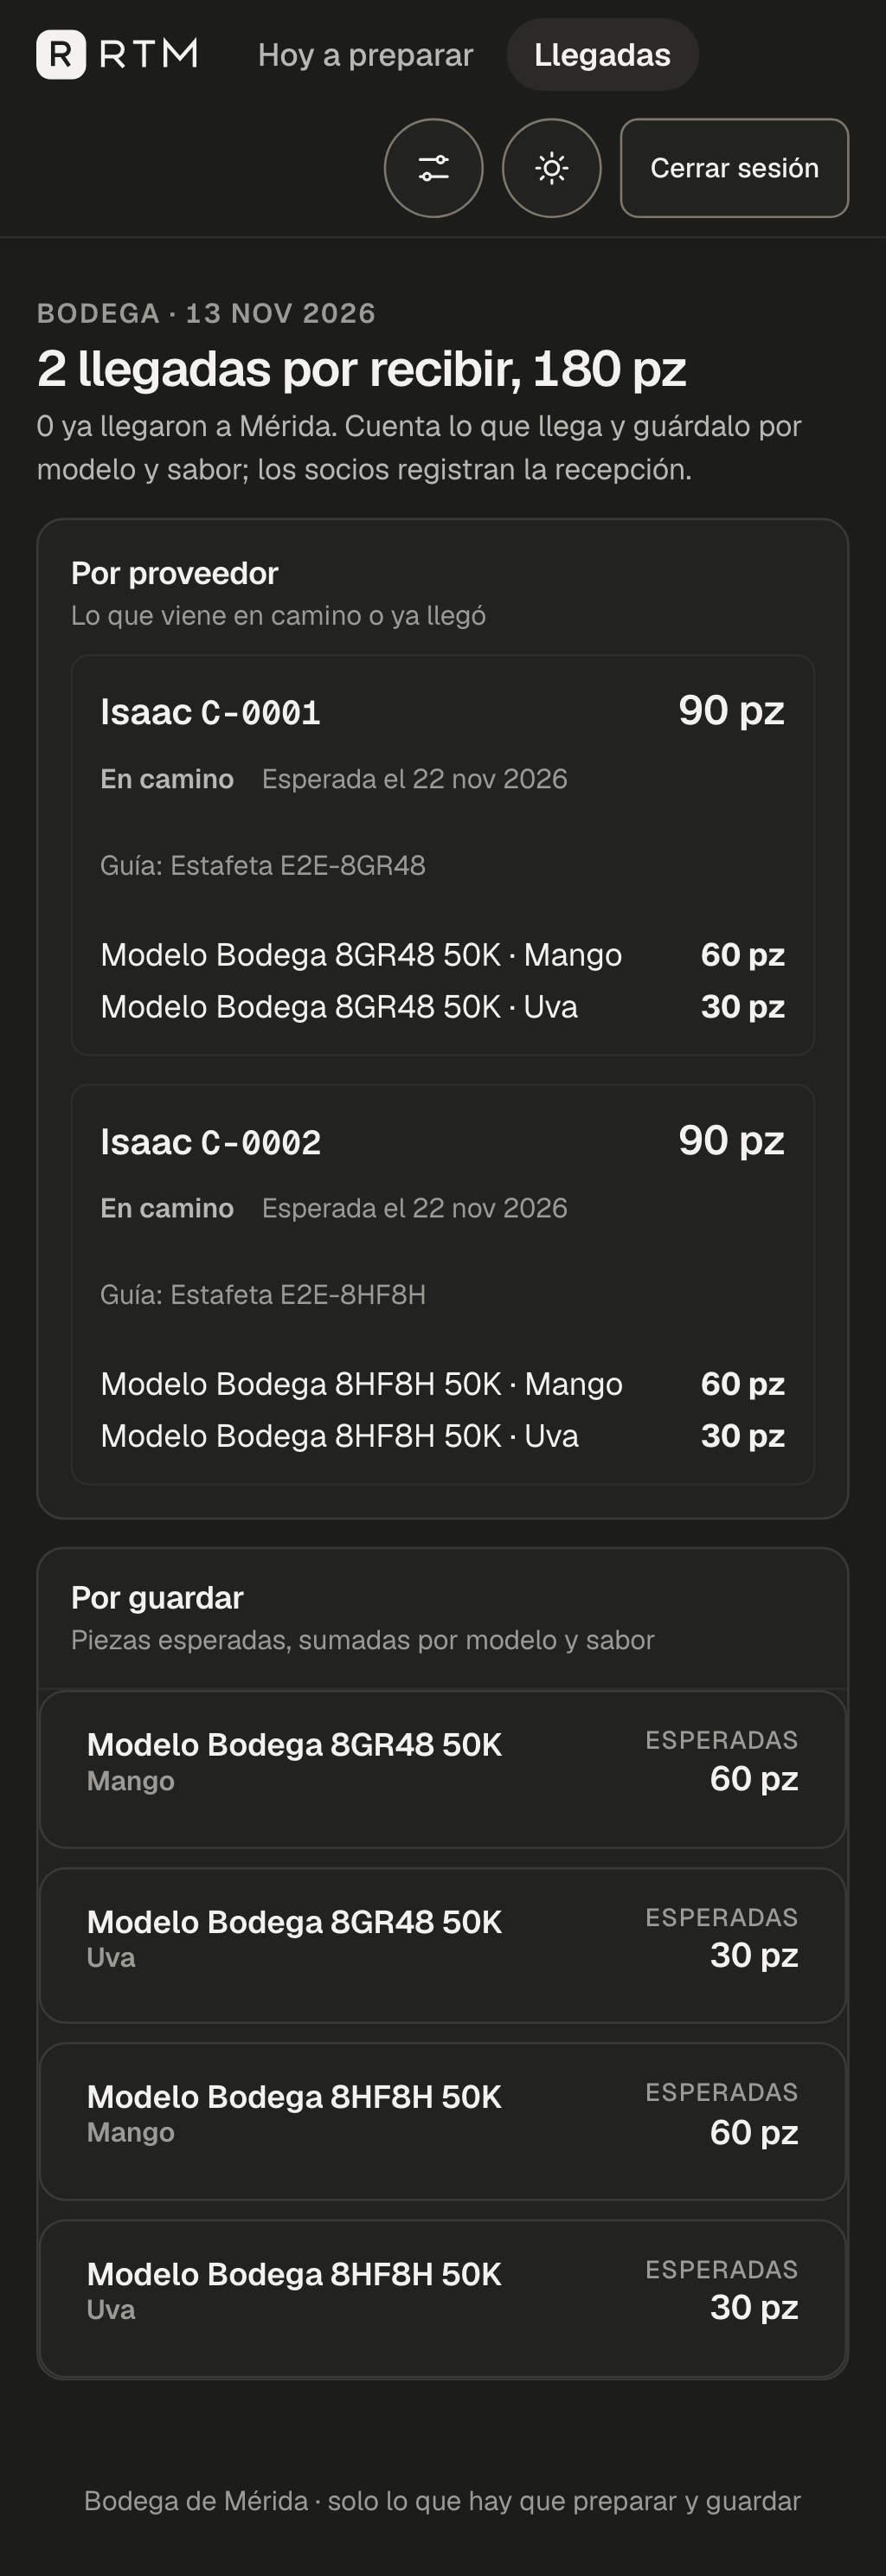 R RTM Hoy a preparar Llegadas
Cerrar sesión
BODEGA · 13 NOV 2026
2 llegadas por recibir, 180 pz
0 ya llegaron a Mérida. Cuenta lo que llega y guárdalo por
modelo y sabor; los socios registran la recepción.
Por proveedor
Lo que viene en camino o ya llegó
Isaac C-0001 90 pz
En camino Esperada el 22 nov 2026
Guía: Estafeta E2E-8GR48
Modelo Bodega 8GR48 50K · Mango 60 pz
Modelo Bodega 8GR48 50K · Uva 30 pz
Isaac C-0002 90 pz
En camino Esperada el 22 nov 2026
Guía: Estafeta E2E-8HF8H
Modelo Bodega 8HF8H 50K · Mango 60 pz
Modelo Bodega 8HF8H 50K · Uva 30 pz
Por guardar
Piezas esperadas, sumadas por modelo y sabor
Modelo Bodega 8GR48 50K ESPERADAS
Mango 60 pz
Modelo Bodega 8GR48 50K ESPERADAS
Uva 30 pz
Modelo Bodega 8HF8H 50K ESPERADAS
Mango 60 pz
Modelo Bodega 8HF8H 50K ESPERADAS
Uva 30 pz
Bodega de Mérida · solo lo que hay que preparar y guardar